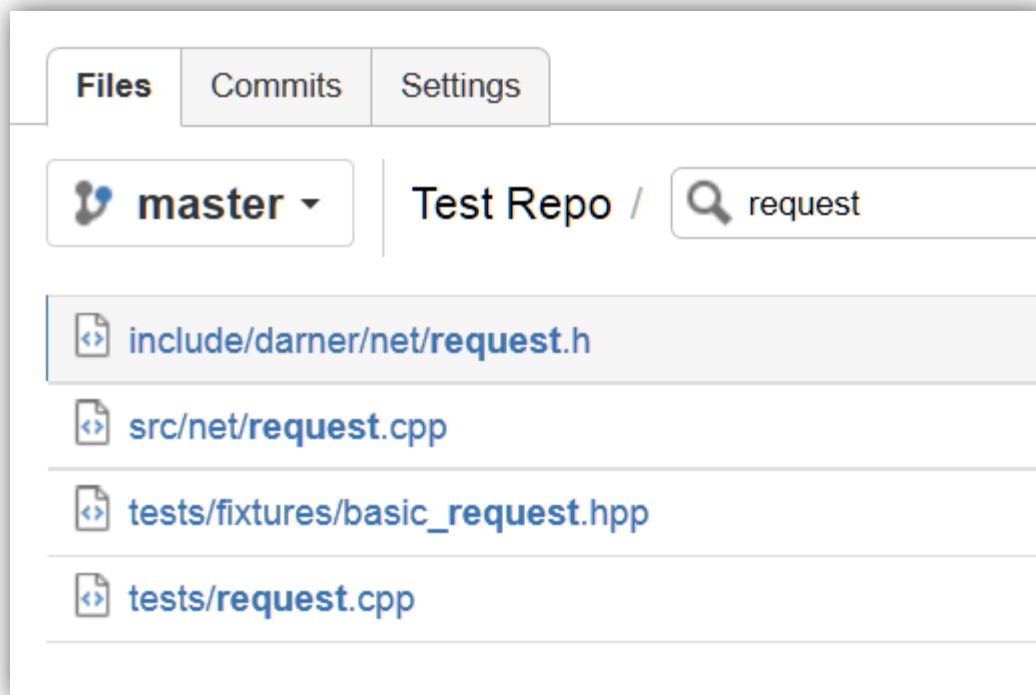 Files Commits Settings
master Test Repo / request
include/darner/net/request.h
src/net/request.cpp
tests/fixtures/basic_request.hpp
tests/request.cpp